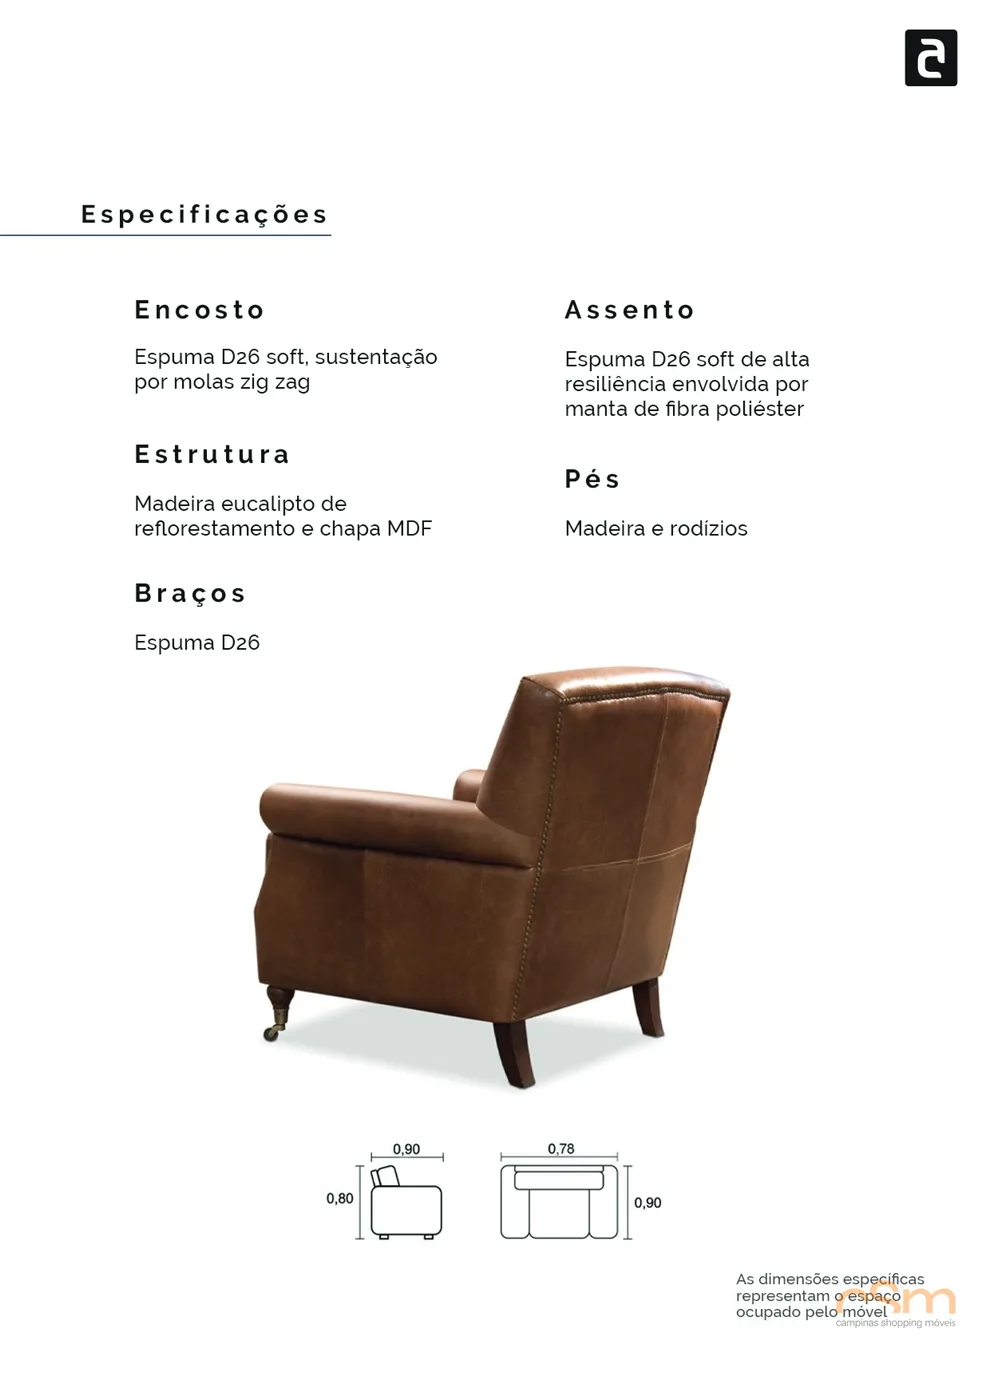 Especificações
Encosto
Espuma D26 soft, sustentação
por molas zig zag
Estrutura
Madeira eucalipto de
reflorestamento e chapa MDF
Braços
Espuma D26
Assento
Espuma D26 soft de alta
resiliência envolvida por
manta de fibra poliéster
Pés
Madeira e rodízios
0,90
0,80
0,78
0,90
As dimensões específicas
representam o espaço
ocupado pelo móvel
csm
campinas shopping móveis